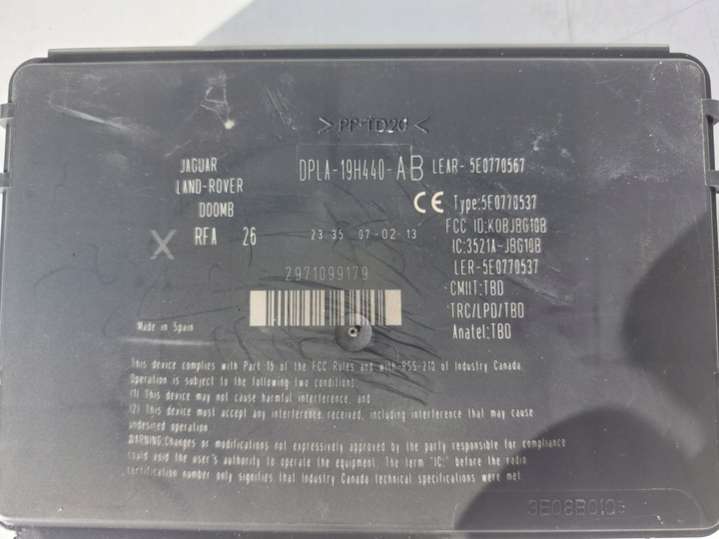 > PP-TD20 <
JAGUAR
LAND-ROVER
DOOMB
RFA 26
DPLA-19H440-AB
LEAR- 5E0770567
CE Type:5E0770537
FCC ID:KOBJBG10B
IC:3521A-JBG10B
LER-5E0770537
CMIIT:TBD
TRC/LPD/TBD
Anatel:TBD
X
23 35 07-02-13
2971099179
Made in Spain
This device complies with Part 15 of the FCC Rules and with RSS-210 of Industry Canada.
Operation is subject to the following two conditions:
(1) This device may not cause harmful interference, and
(2) This device must accept any interference received, including interference that may cause
undesired operation
WARNING:Changes or modifications not expressively approved by the party responsible for compliance
could void the user's authority to operate the equipment. The term "IC:" before the radio
certification number only signifies that Industry Canada technical specifications were met.